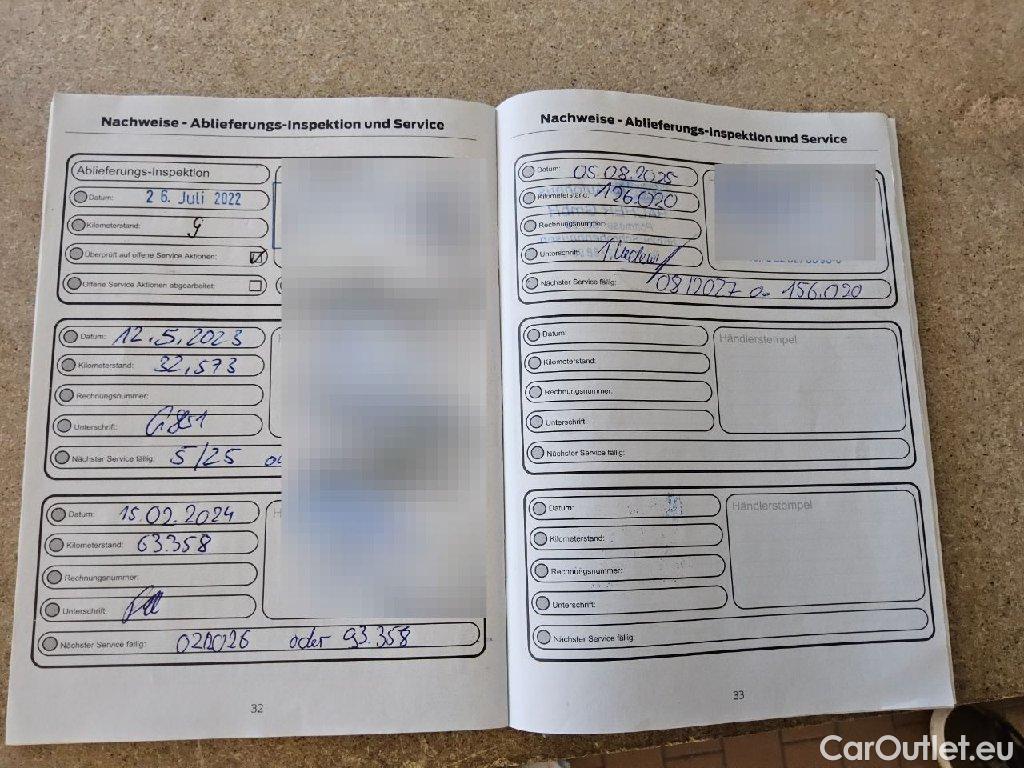 Nachweise - Ablieferungs-Inspektion und Service
Ablieferungs-Inspektion
Datum: 26. Juli 2022
Kilometerstand: 9
Überprüft auf offene Service Aktionen:
Offene Service Aktionen abgearbeitet:
Datum: 12.5.2023
Kilometerstand: 32,573
Rechnungsnummer:
Unterschrift:
Nächster Service fällig: 5/25
Datum: 15.02.2024
Kilometerstand: 63.358
Rechnungsnummer:
Unterschrift:
Nächster Service fällig: 02/2026 oder 93.358
32
Nachweise - Ablieferungs-Inspektion und Service
Datum: 05.08.2025
Kilometerstand: 126.020
Rechnungsnummer:
Unterschrift:
Nächster Service fällig: 08/2027 o. 156.020
Datum:
Händlerstempel
Kilometerstand:
Rechnungsnummer:
Unterschrift:
Nächster Service fällig:
Datum:
Händlerstempel
Kilometerstand:
Rechnungsnummer:
Unterschrift:
Nächster Service fällig:
33
CarOutlet.eu